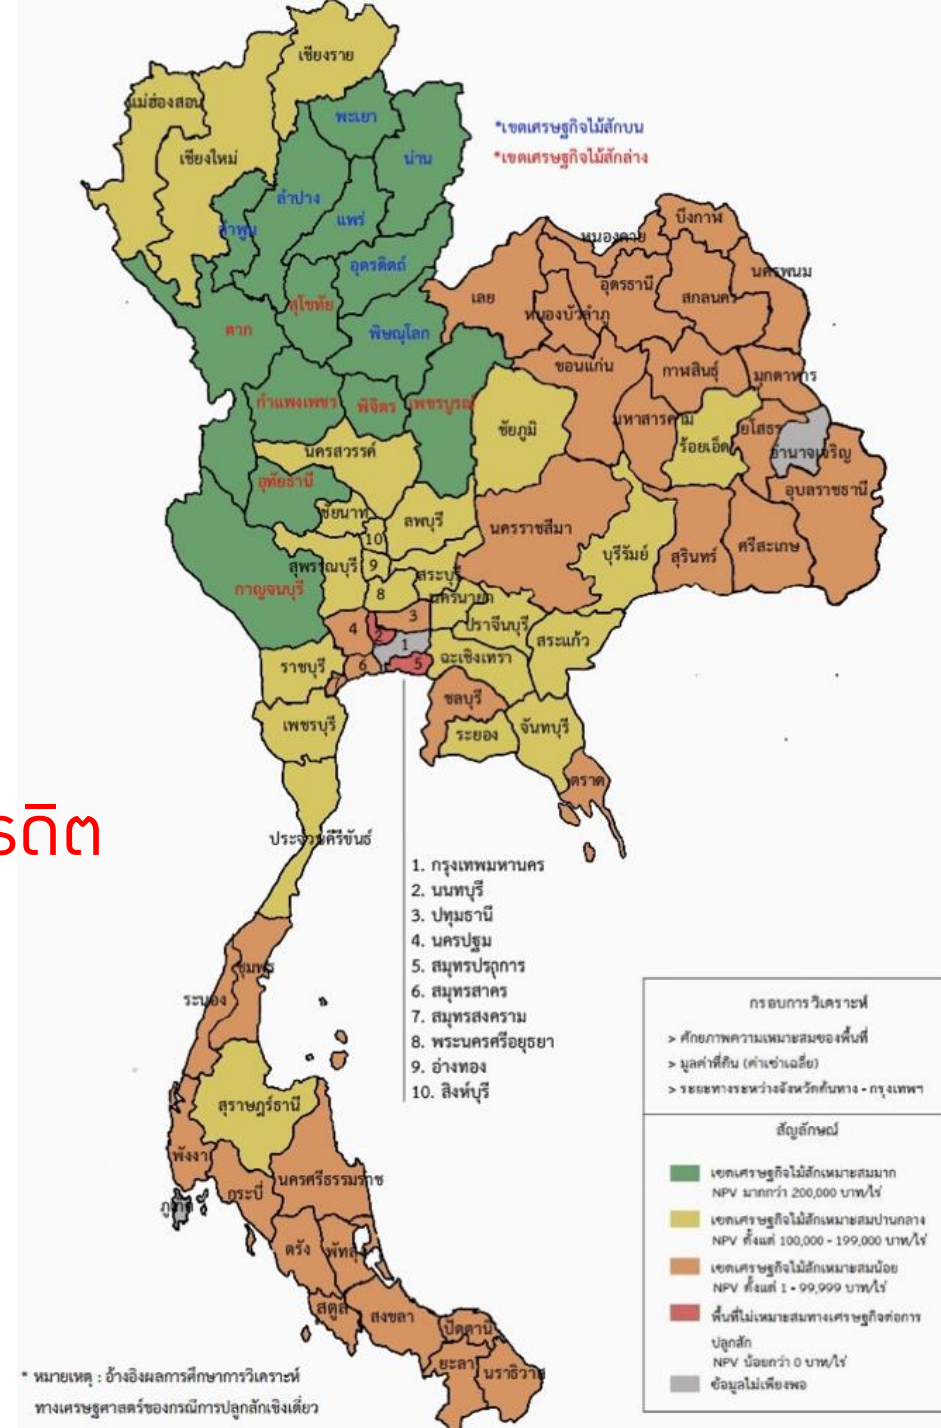 เชียงราย
แม่ฮ่องสอน
พะเยา
น่าน
*เขตเศรษฐกิจไม้สักบน
*เขตเศรษฐกิจไม้สักล่าง
เชียงใหม่
ลำปาง
แพร่
ลำพูน
อุตรดิตถ์
บึงกาฬ
หนองคาย
นครพนม
อุดรธานี
สกลนคร
เลย
หนองบัวลำภู
สุโขทัย
ตาก
พิษณุโลก
ขอนแก่น
กาฬสินธุ์
มุกดาหาร
กำแพงเพชร
พิจิตร
เพชรบูรณ์
ชัยภูมิ
มหาสารคาม
ร้อยเอ็ด
ยโสธร
อำนาจเจริญ
นครสวรรค์
อุทัยธานี
อุบลราชธานี
ชัยนาท
ลพบุรี
นครราชสีมา
10
บุรีรัมย์
สุรินทร์
ศรีสะเกษ
สุพรรณบุรี
9
สระบุรี
กาญจนบุรี
8
นครนายก
3
ปราจีนบุรี
4
2
1
สระแก้ว
ราชบุรี
6
5
ฉะเชิงเทรา
7
ชลบุรี
เพชรบุรี
ระยอง
จันทบุรี
ตราด
รดิต
ประจวบคีรีขันธ์
1. กรุงเทพมหานคร
2. นนทบุรี
3. ปทุมธานี
4. นครปฐม
5. สมุทรปราการ
6. สมุทรสาคร
7. สมุทรสงคราม
8. พระนครศรีอยุธยา
9. อ่างทอง
10. สิงห์บุรี
ชุมพร
ระนอง
สุราษฎร์ธานี
พังงา
นครศรีธรรมราช
กระบี่
ภูเก็ต
ตรัง
พัทลุง
สตูล
สงขลา
ปัตตานี
ยะลา
นราธิวาส
กรอบการวิเคราะห์
> ศักยภาพความเหมาะสมของพื้นที่
> มูลค่าที่ดิน (ค่าเช่าเฉลี่ย)
> ระยะทางระหว่างจังหวัดต้นทาง - กรุงเทพฯ
สัญลักษณ์
เขตเศรษฐกิจไม้สักเหมาะสมมาก
NPV มากกว่า 200,000 บาท/ไร่
เขตเศรษฐกิจไม้สักเหมาะสมปานกลาง
NPV ตั้งแต่ 100,000 - 199,000 บาท/ไร่
เขตเศรษฐกิจไม้สักเหมาะสมน้อย
NPV ตั้งแต่ 1 - 99,999 บาท/ไร่
พื้นที่ไม่เหมาะสมทางเศรษฐกิจต่อการ
ปลูกสัก
NPV น้อยกว่า 0 บาท/ไร่
ข้อมูลไม่เพียงพอ
* หมายเหตุ : อ้างอิงผลการศึกษาการวิเคราะห์
ทางเศรษฐศาสตร์ของกรณีการปลูกสักเชิงเดี่ยว